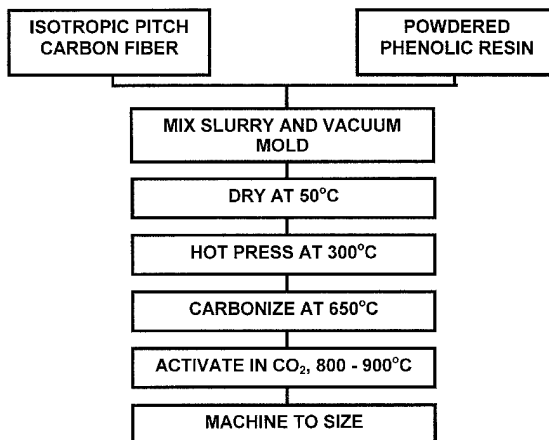 ISOTROPIC PITCH
CARBON FIBER
POWDERED
PHENOLIC RESIN
MIX SLURRY AND VACUUM
MOLD
DRY AT 50°C
HOT PRESS AT 300°C
CARBONIZE AT 650°C
ACTIVATE IN CO₂, 800 - 900°C
MACHINE TO SIZE